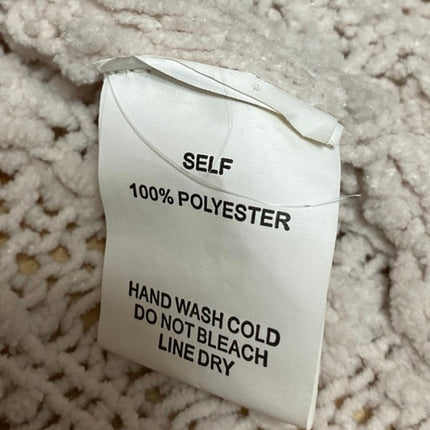 SELF
100% POLYESTER
HAND WASH COLD
DO NOT BLEACH
LINE DRY